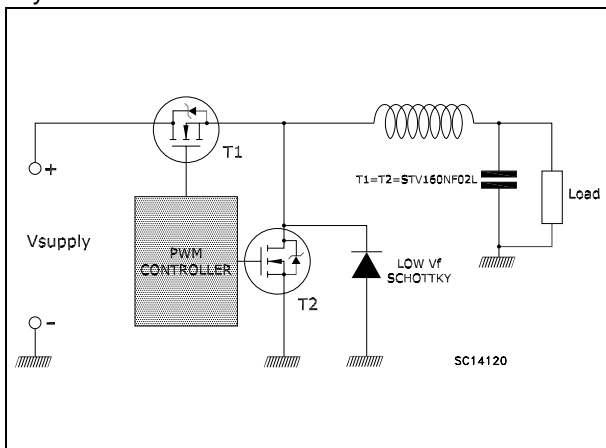 T1
+
T1=T2=STV160NF02L
Load
Vsupply
PWM
CONTROLLER
LOW Vf
SCHOTTKY
-
T2
SC14120